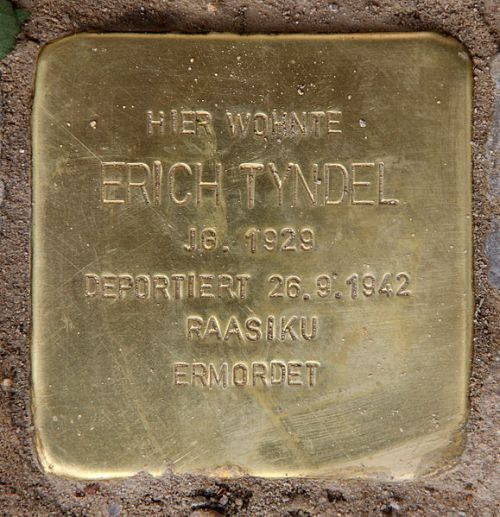 HIER WOHNTE
ERICH TYNDEL
JG. 1929
DEPORTIERT 26.9.1942
RAASIKU
ERMORDET